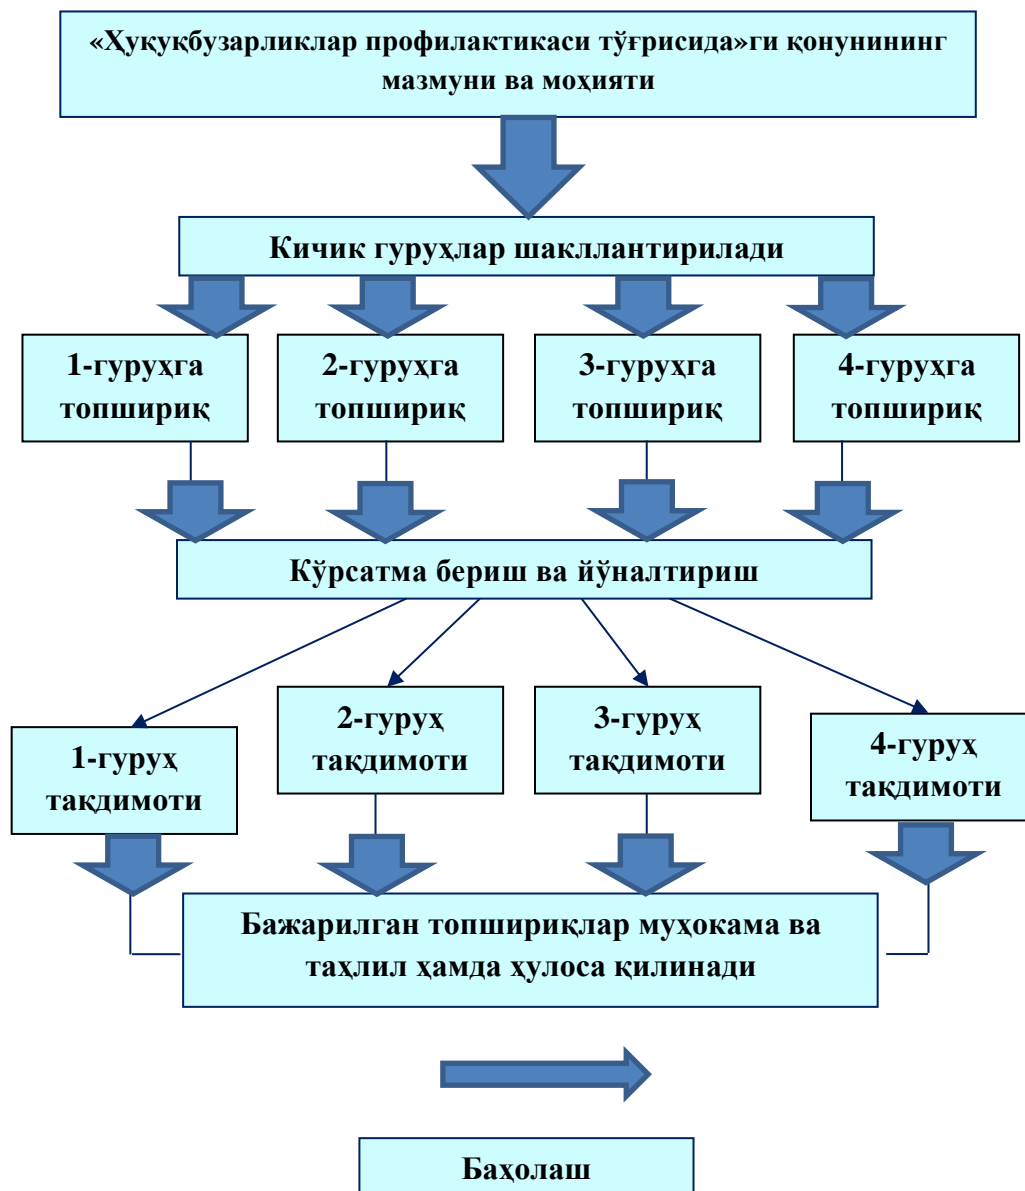 «Ҳуқуқбузарликлар профилактикаси тўғрисида»ги қонунининг
мазмуни ва моҳияти
Кичик гуруҳлар шакллантирилади
1-гуруҳга
топшириқ
2-гуруҳга
топшириқ
3-гуруҳга
топшириқ
4-гуруҳга
топшириқ
Кўрсатма бериш ва йўналтириш
1-гуруҳ
тақдимоти
2-гуруҳ
тақдимоти
3-гуруҳ
тақдимоти
4-гуруҳ
тақдимоти
Бажарилган топшириқлар муҳокама ва
таҳлил ҳамда ҳулоса қилинади
Баҳолаш